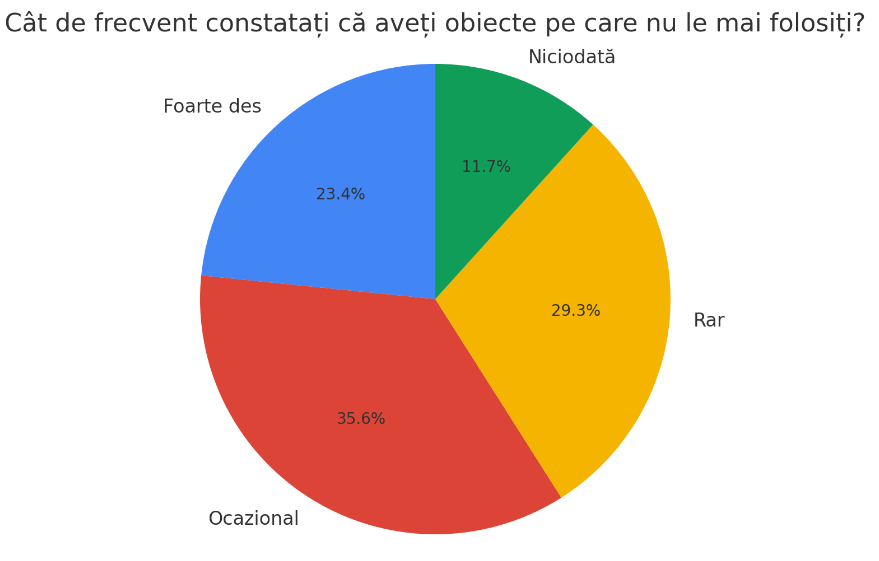 Cât de frecvent constatați că aveți obiecte pe care nu le mai folosiți?
Niciodată
Foarte des
11.7%
23.4%
29.3%
Rar
35.6%
Ocazional